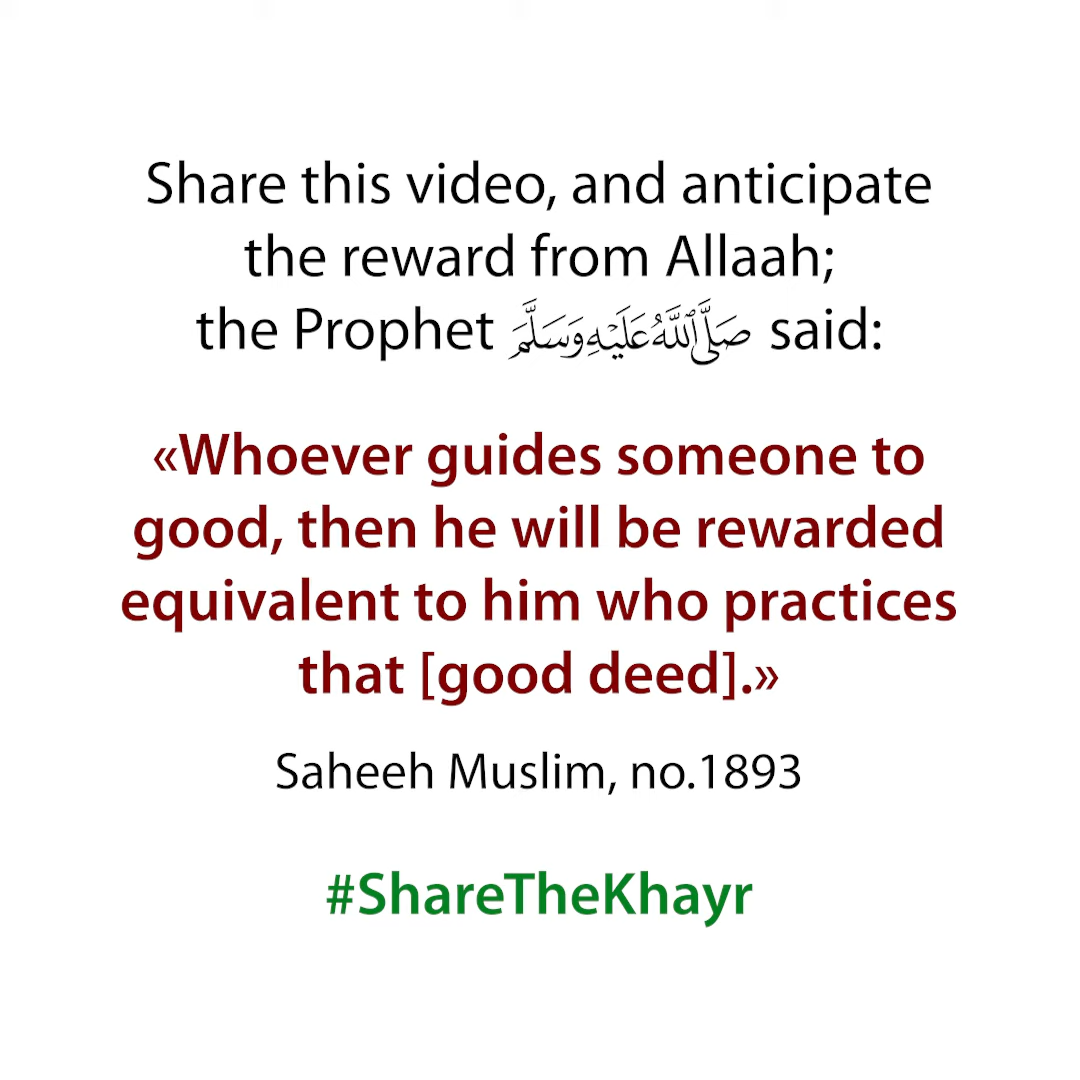 Share this video, and anticipate
the reward from Allaah;
the Prophet صَلَّى اللَّهُ عَلَيْهِ وَسَلَّمَ said:
«Whoever guides someone to
good, then he will be rewarded
equivalent to him who practices
that [good deed].»
Saheeh Muslim, no.1893
#ShareTheKhayr